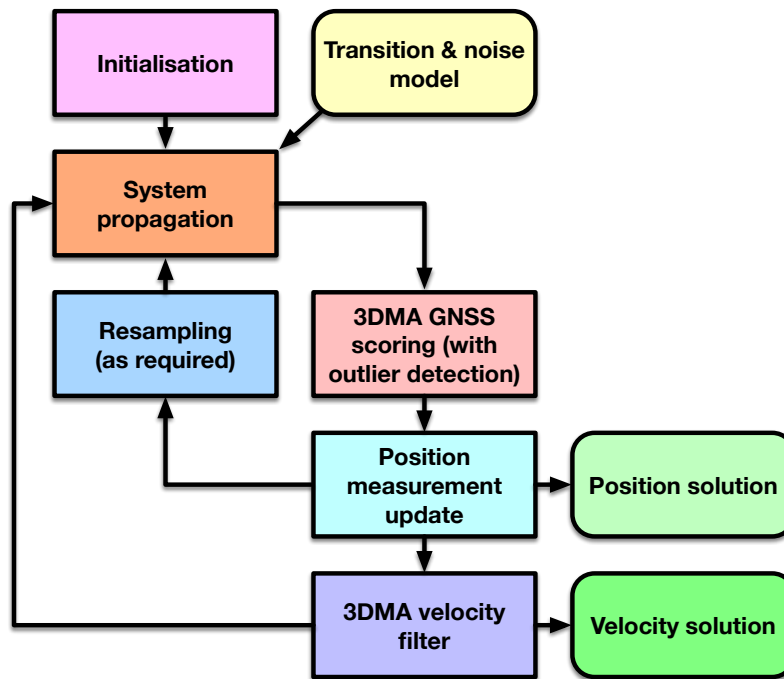 Initialisation
Transition & noise
model
System
propagation
Resampling
(as required)
3DMA GNSS
scoring (with
outlier detection)
Position
measurement
update
Position solution
3DMA velocity
filter
Velocity solution